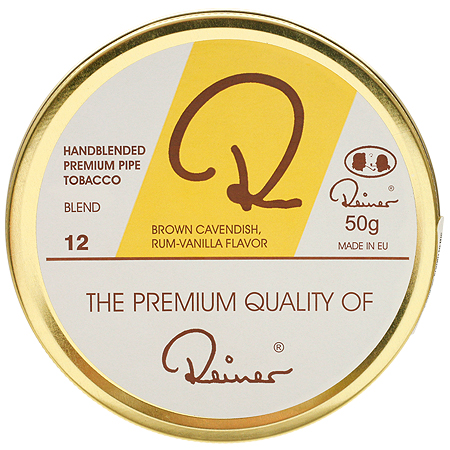 R
HANDBLENDED
PREMIUM PIPE
TOBACCO
BLEND
12
BROWN CAVENDISH,
RUM-VANILLA FLAVOR
Reiner ®
50g
MADE IN EU
THE PREMIUM QUALITY OF
Reiner ®